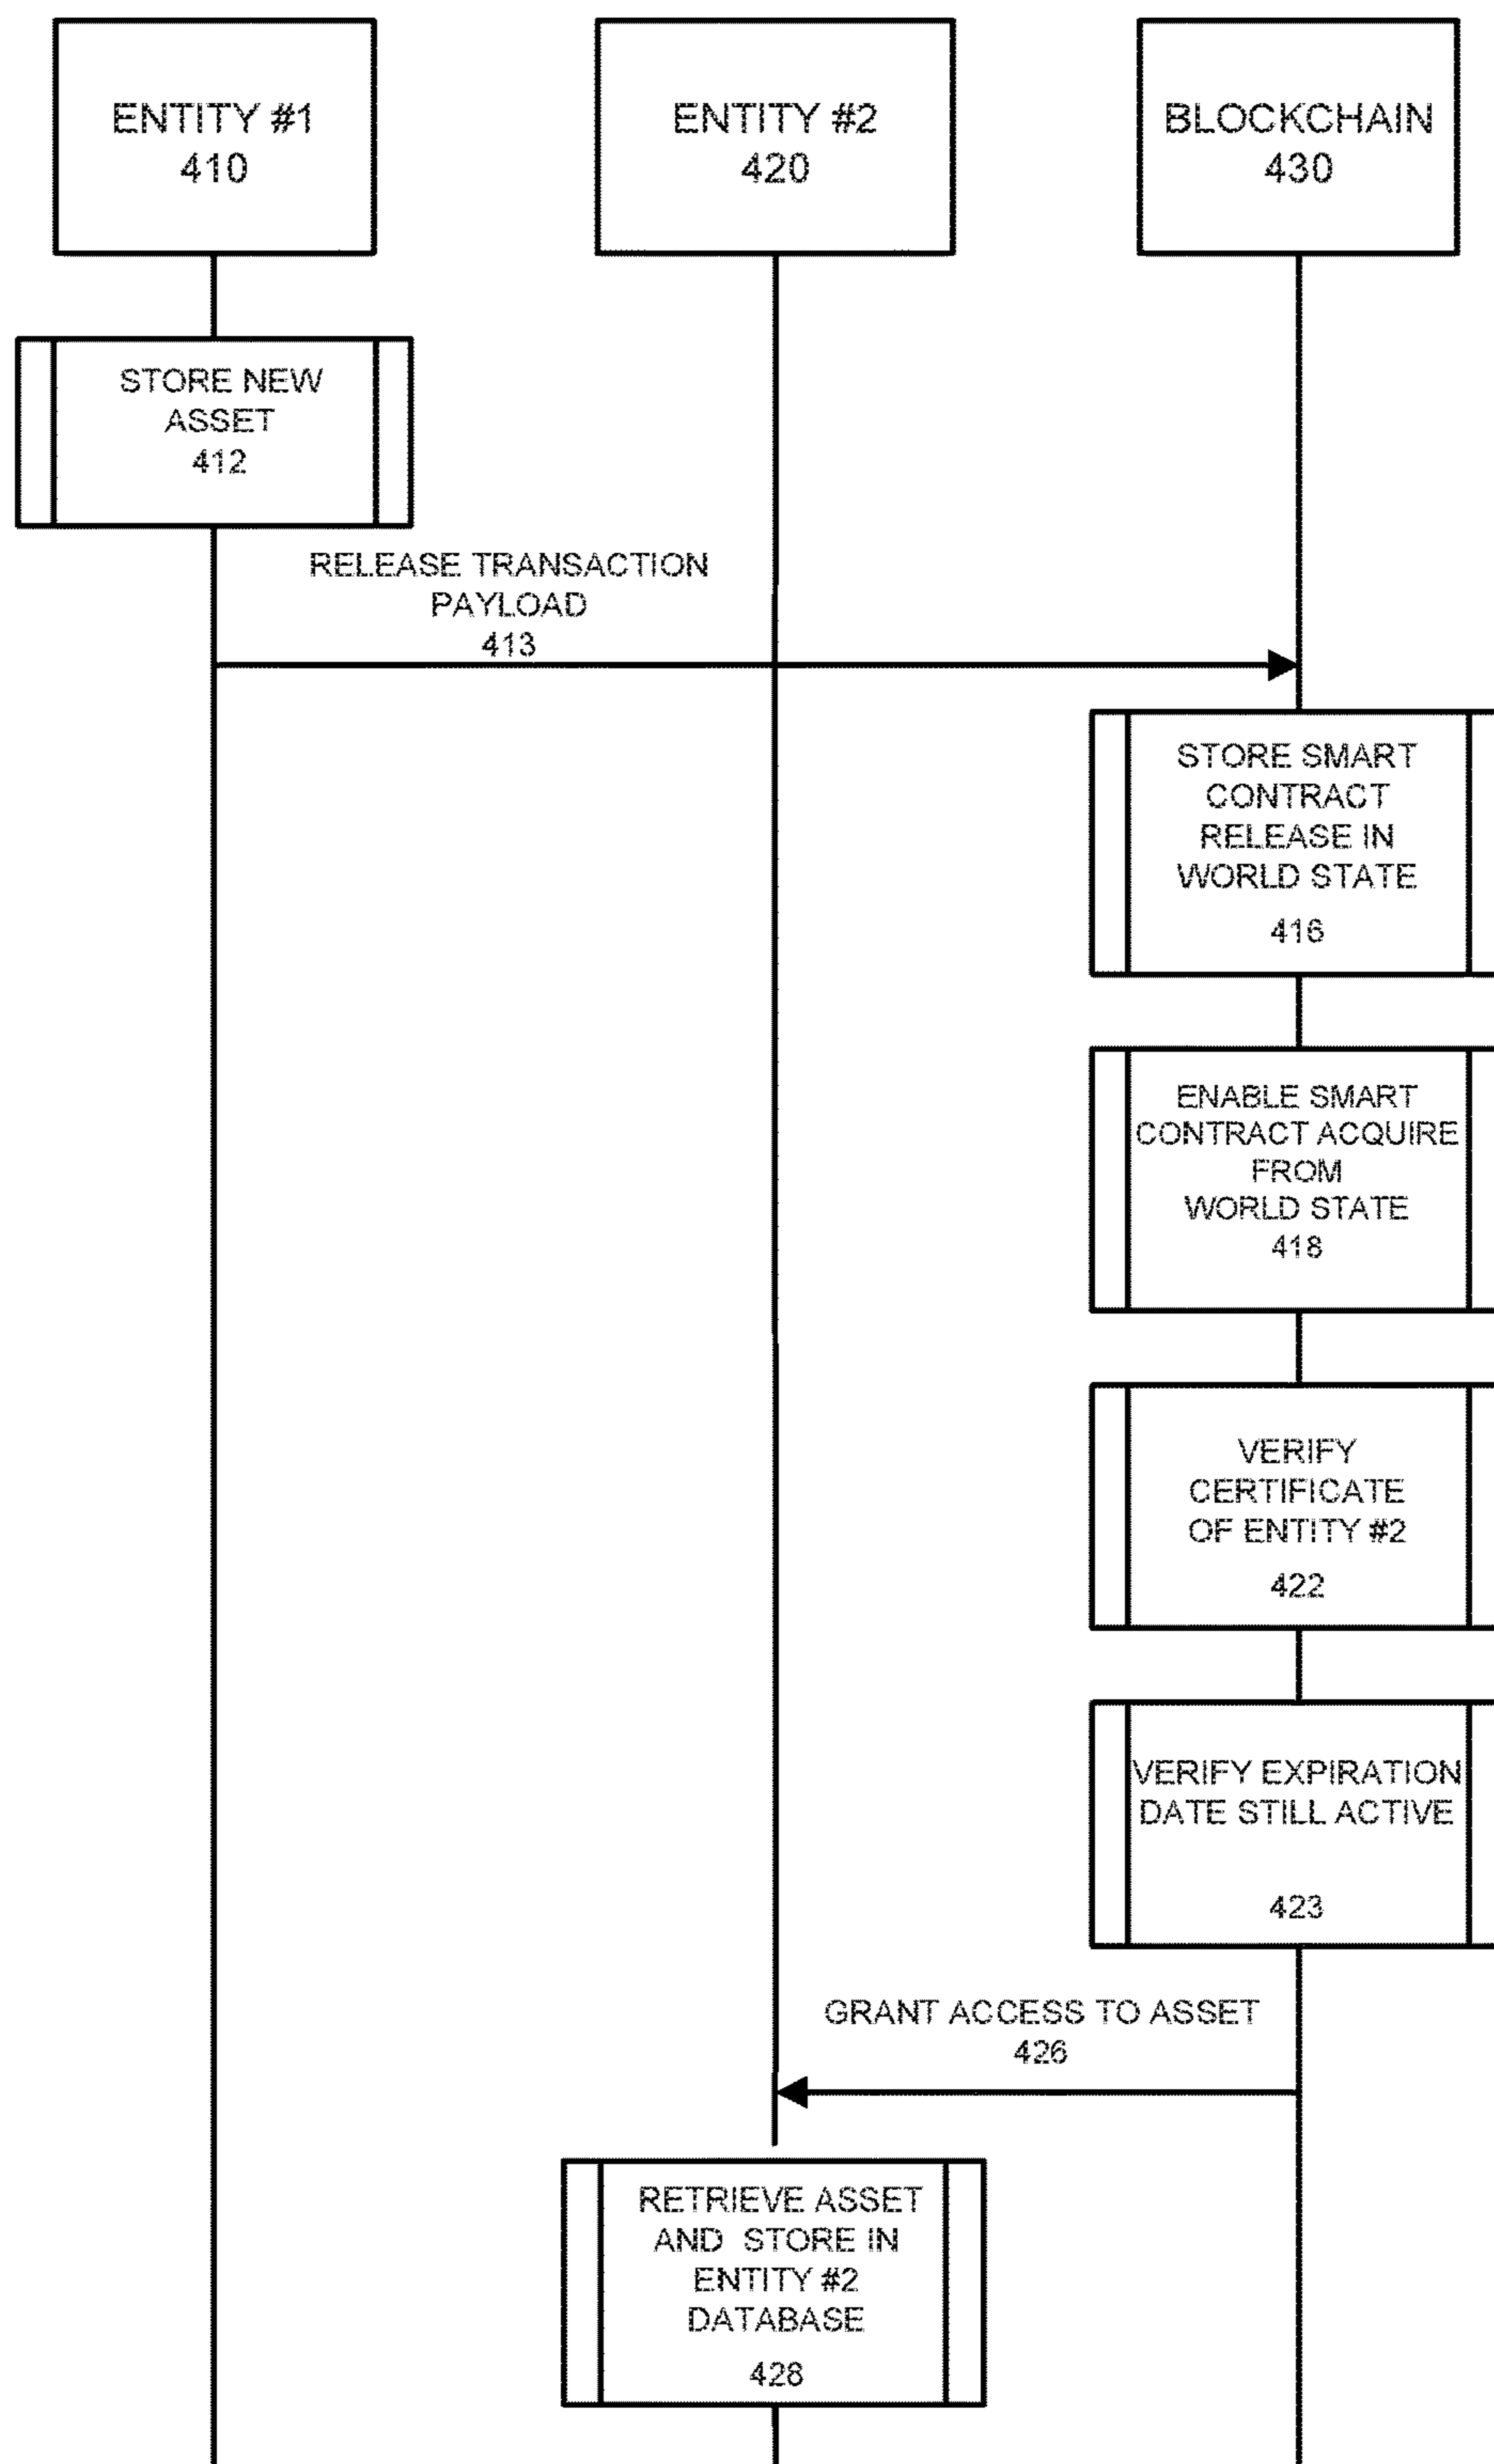 ENTITY #1
410
ENTITY #2
420
BLOCKCHAIN
430
STORE NEW
ASSET
412
RELEASE TRANSACTION
PAYLOAD
413
STORE SMART
CONTRACT
RELEASE IN
WORLD STATE
416
ENABLE SMART
CONTRACT ACQUIRE
FROM
WORLD STATE
418
VERIFY
CERTIFICATE
OF ENTITY #2
422
VERIFY EXPIRATION
DATE STILL ACTIVE
423
GRANT ACCESS TO ASSET
426
RETRIEVE ASSET
AND STORE IN
ENTITY #2
DATABASE
428